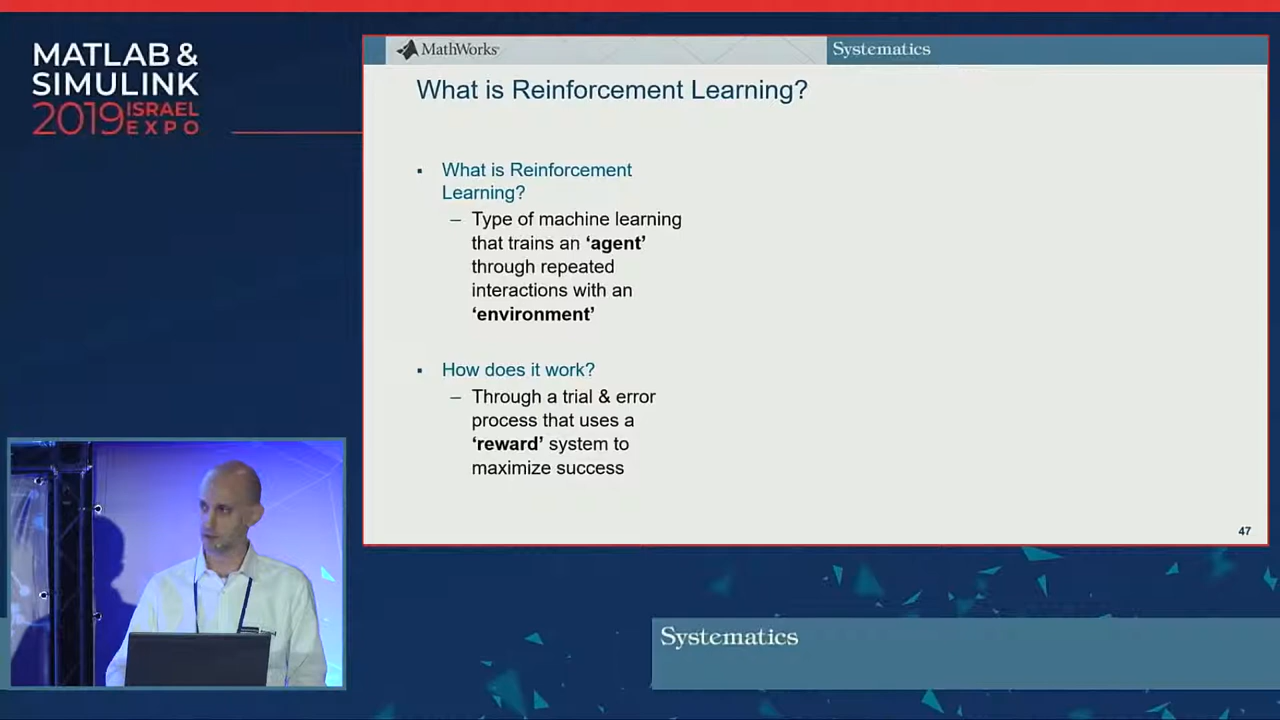 MATLAB &
SIMULINK
2019 ISRAEL
EXPO
MathWorks
Systematics
What is Reinforcement Learning?
▪ What is Reinforcement
Learning?
– Type of machine learning
that trains an ‘agent’
through repeated
interactions with an
‘environment’
▪ How does it work?
– Through a trial & error
process that uses a
‘reward’ system to
maximize success
47
Systematics